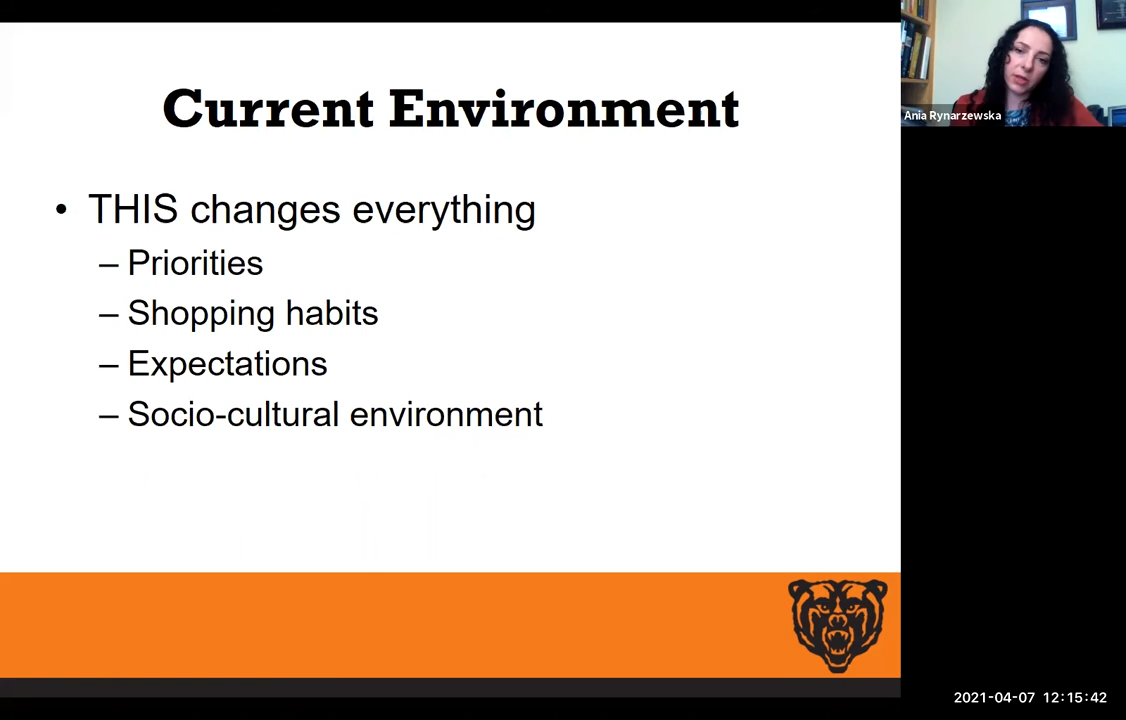 Current Environment
• THIS changes everything
– Priorities
– Shopping habits
– Expectations
– Socio-cultural environment
Ania Rynarzewska
2021-04-07 12:15:42